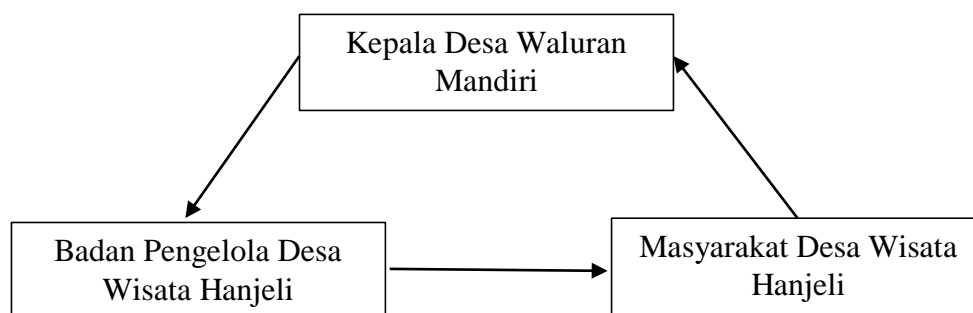 Kepala Desa Waluran
Mandiri
Badan Pengelola Desa
Wisata Hanjeli
Masyarakat Desa Wisata
Hanjeli